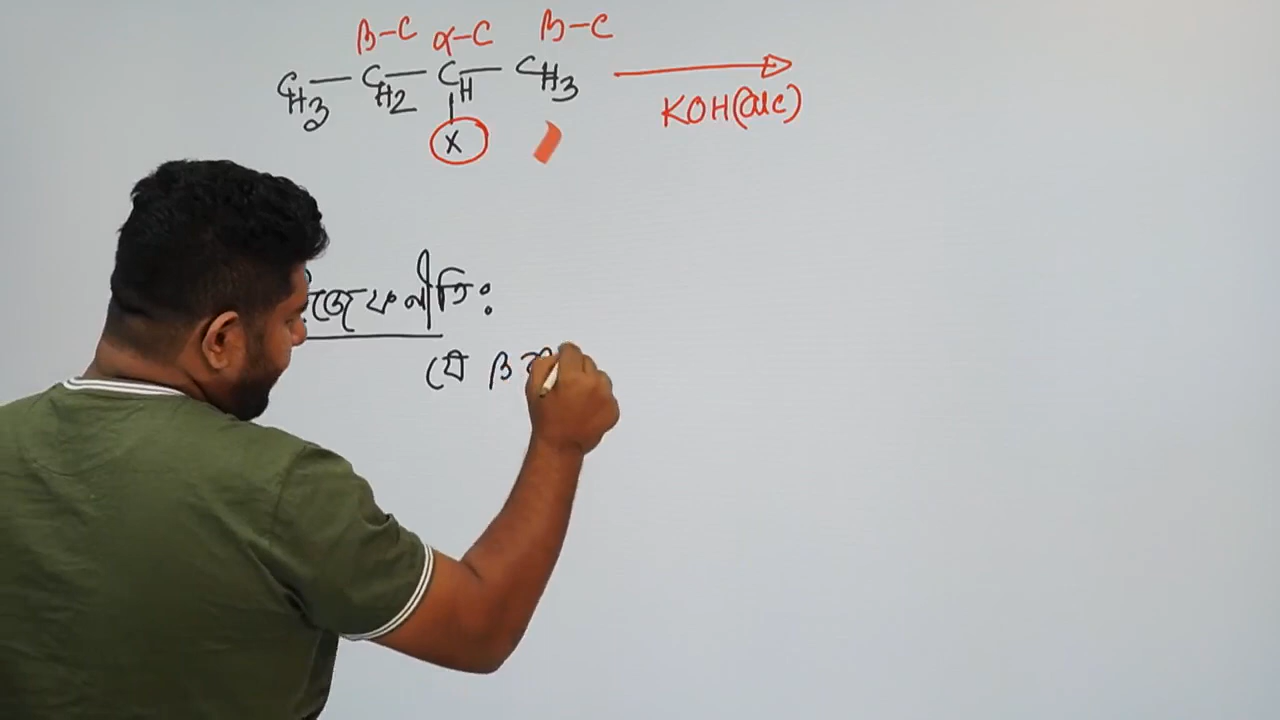 β-C α-C β-C
CH3 — CH2 — CH — CH3 KOH(alc)
X
নীতি:
যে β